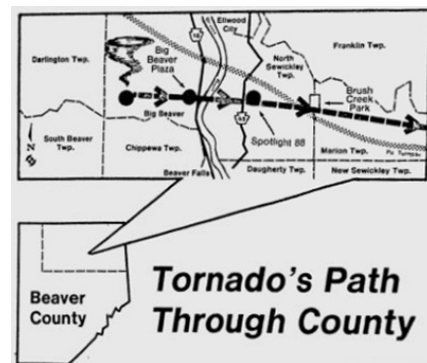 Darlington Twp.
Big
Beaver
Plaza
Ellwood
City
North
Sewickley
Twp.
Franklin Twp.
Brush
Creek
Park
Big Beaver
Spotlight 88
N
South Beaver
Twp.
Chippewa Twp.
Beaver Falls
Daugherty Twp.
Marion Twp.
New Sewickley Twp.
Beaver
County
Tornado's Path
Through County